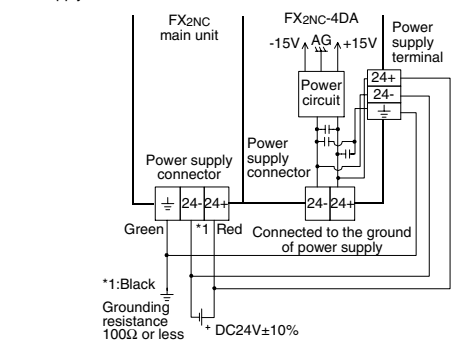 FX2NC
main unit
FX2NC-4DA
-15V AG +15V
Power
supply
terminal
24+
24-
Power
circuit
Power
supply
connector
Power supply
connector
24- 24+
24- 24+
Green *1 Red
Connected to the ground
of power supply
*1:Black
Grounding
resistance
100Ω or less
+ DC24V±10%